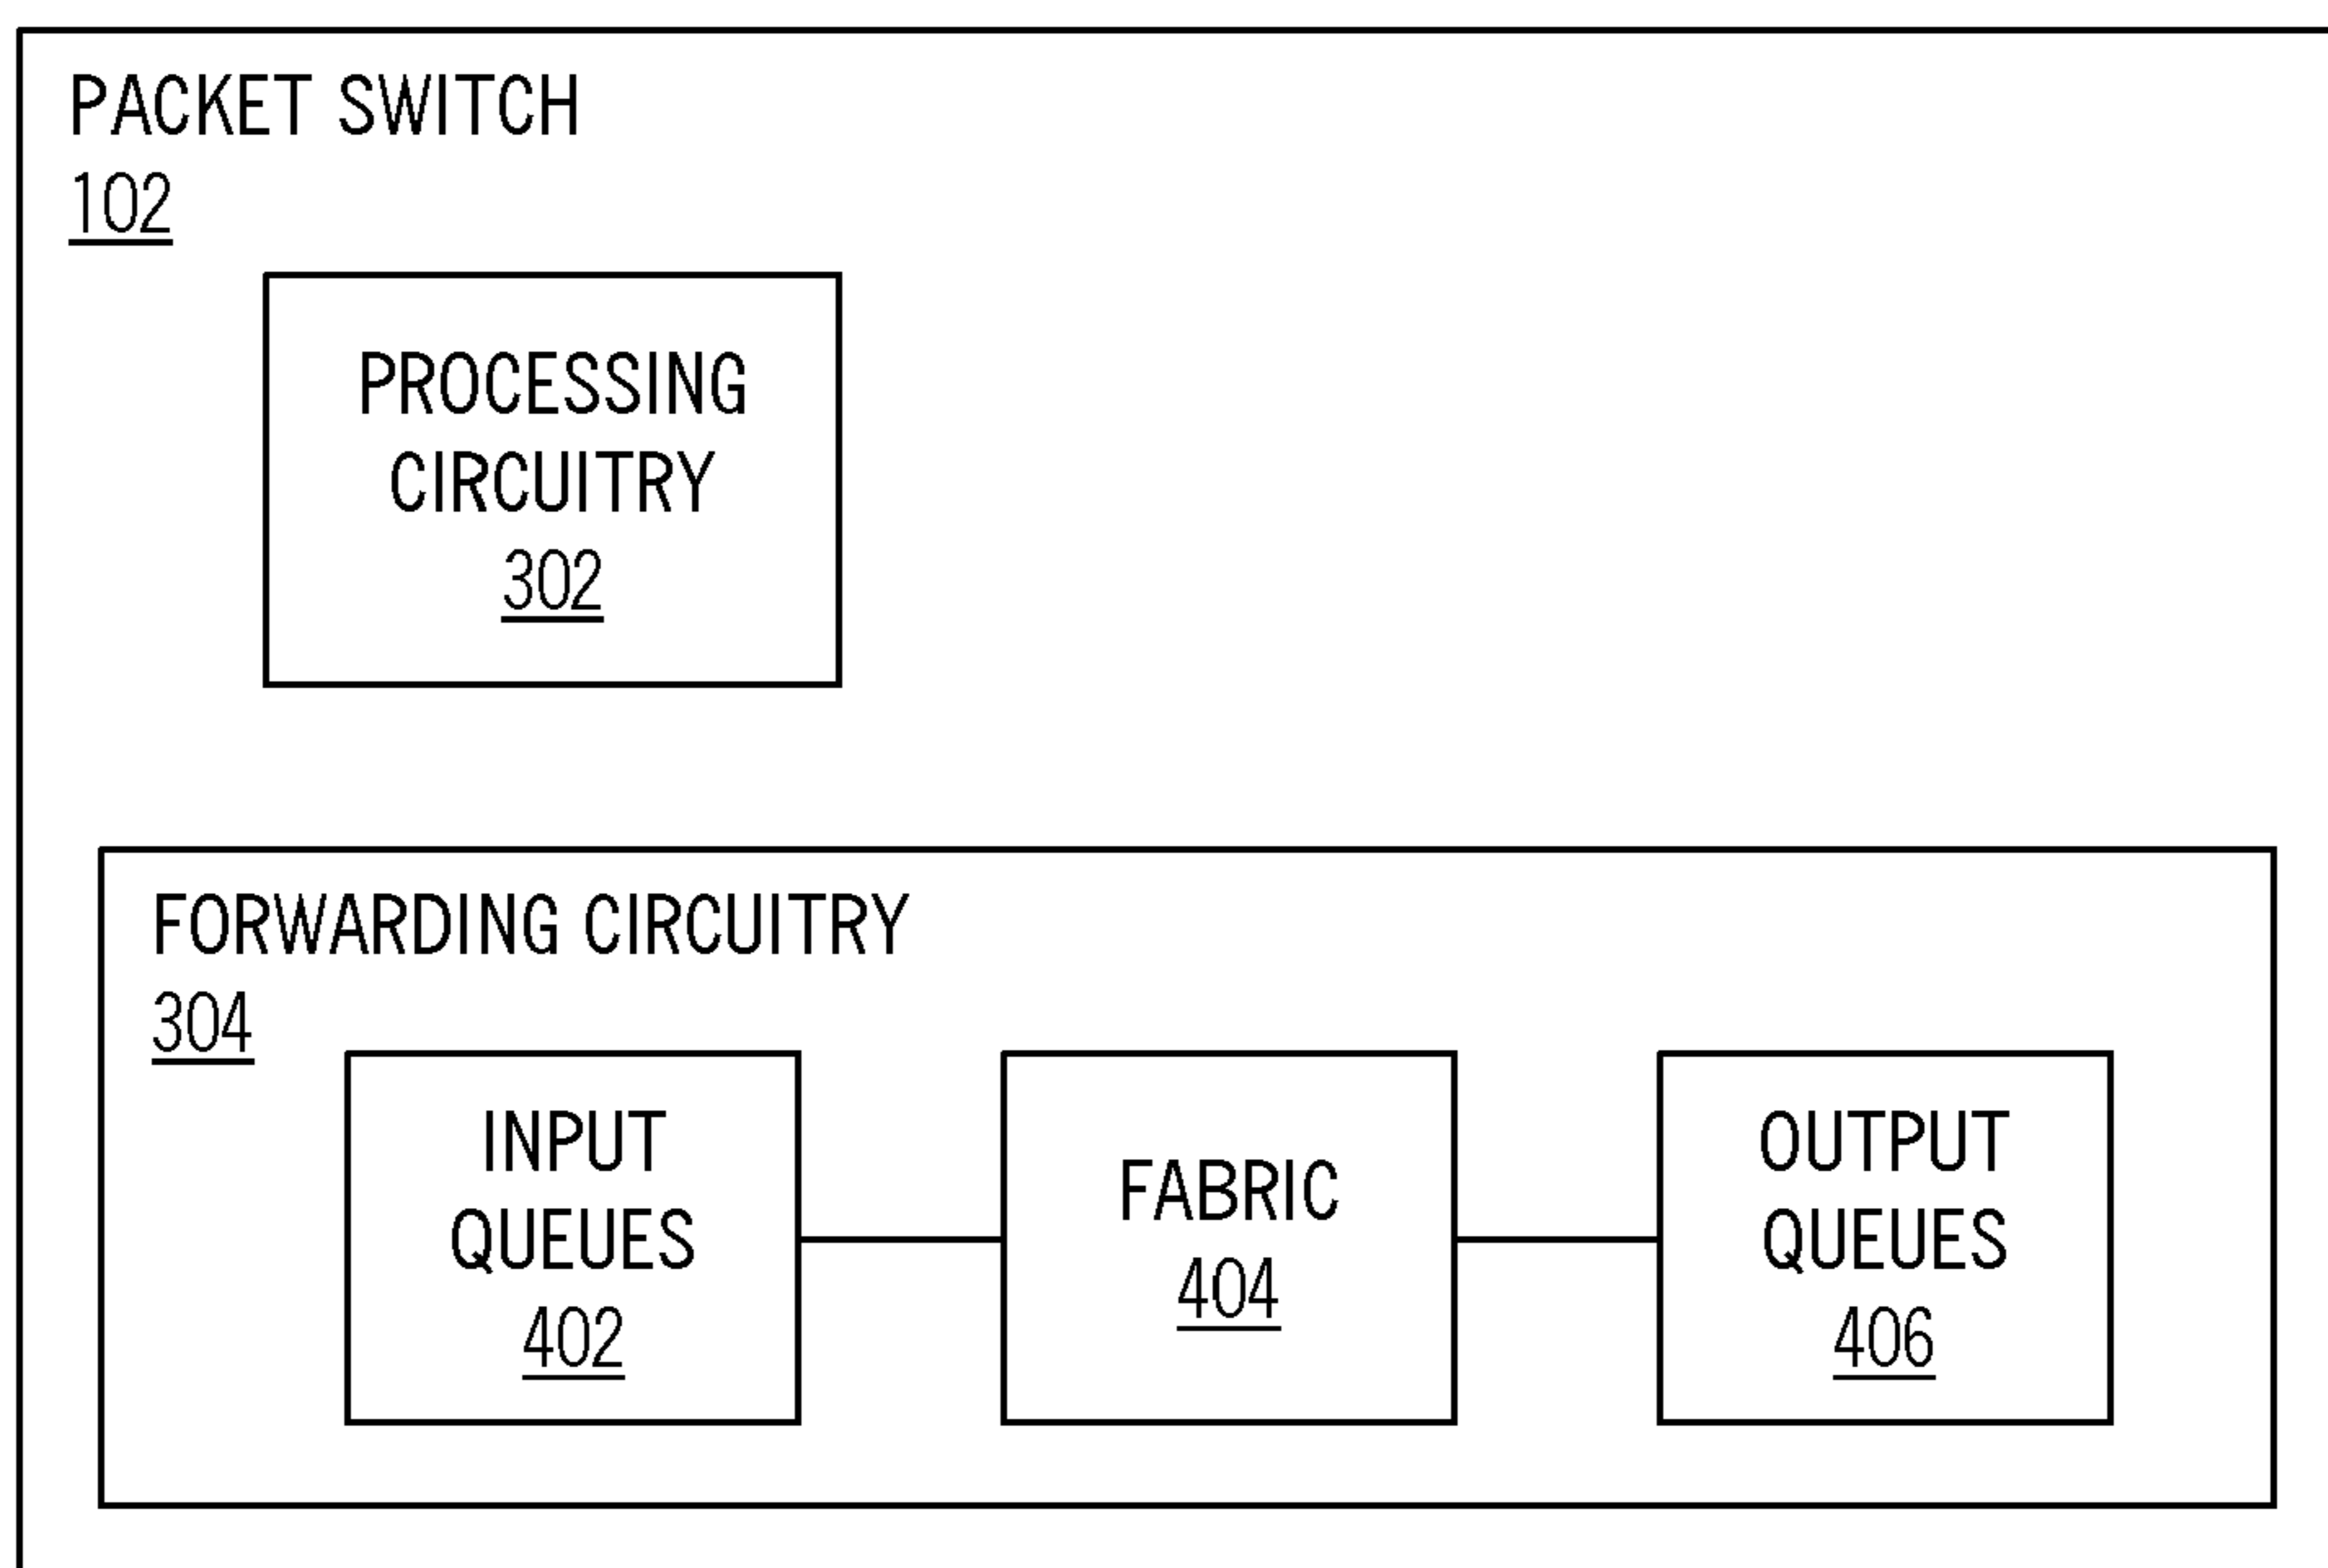 PACKET SWITCH
102
PROCESSING
CIRCUITRY
302
FORWARDING CIRCUITRY
304
INPUT
QUEUES
402
FABRIC
404
OUTPUT
QUEUES
406